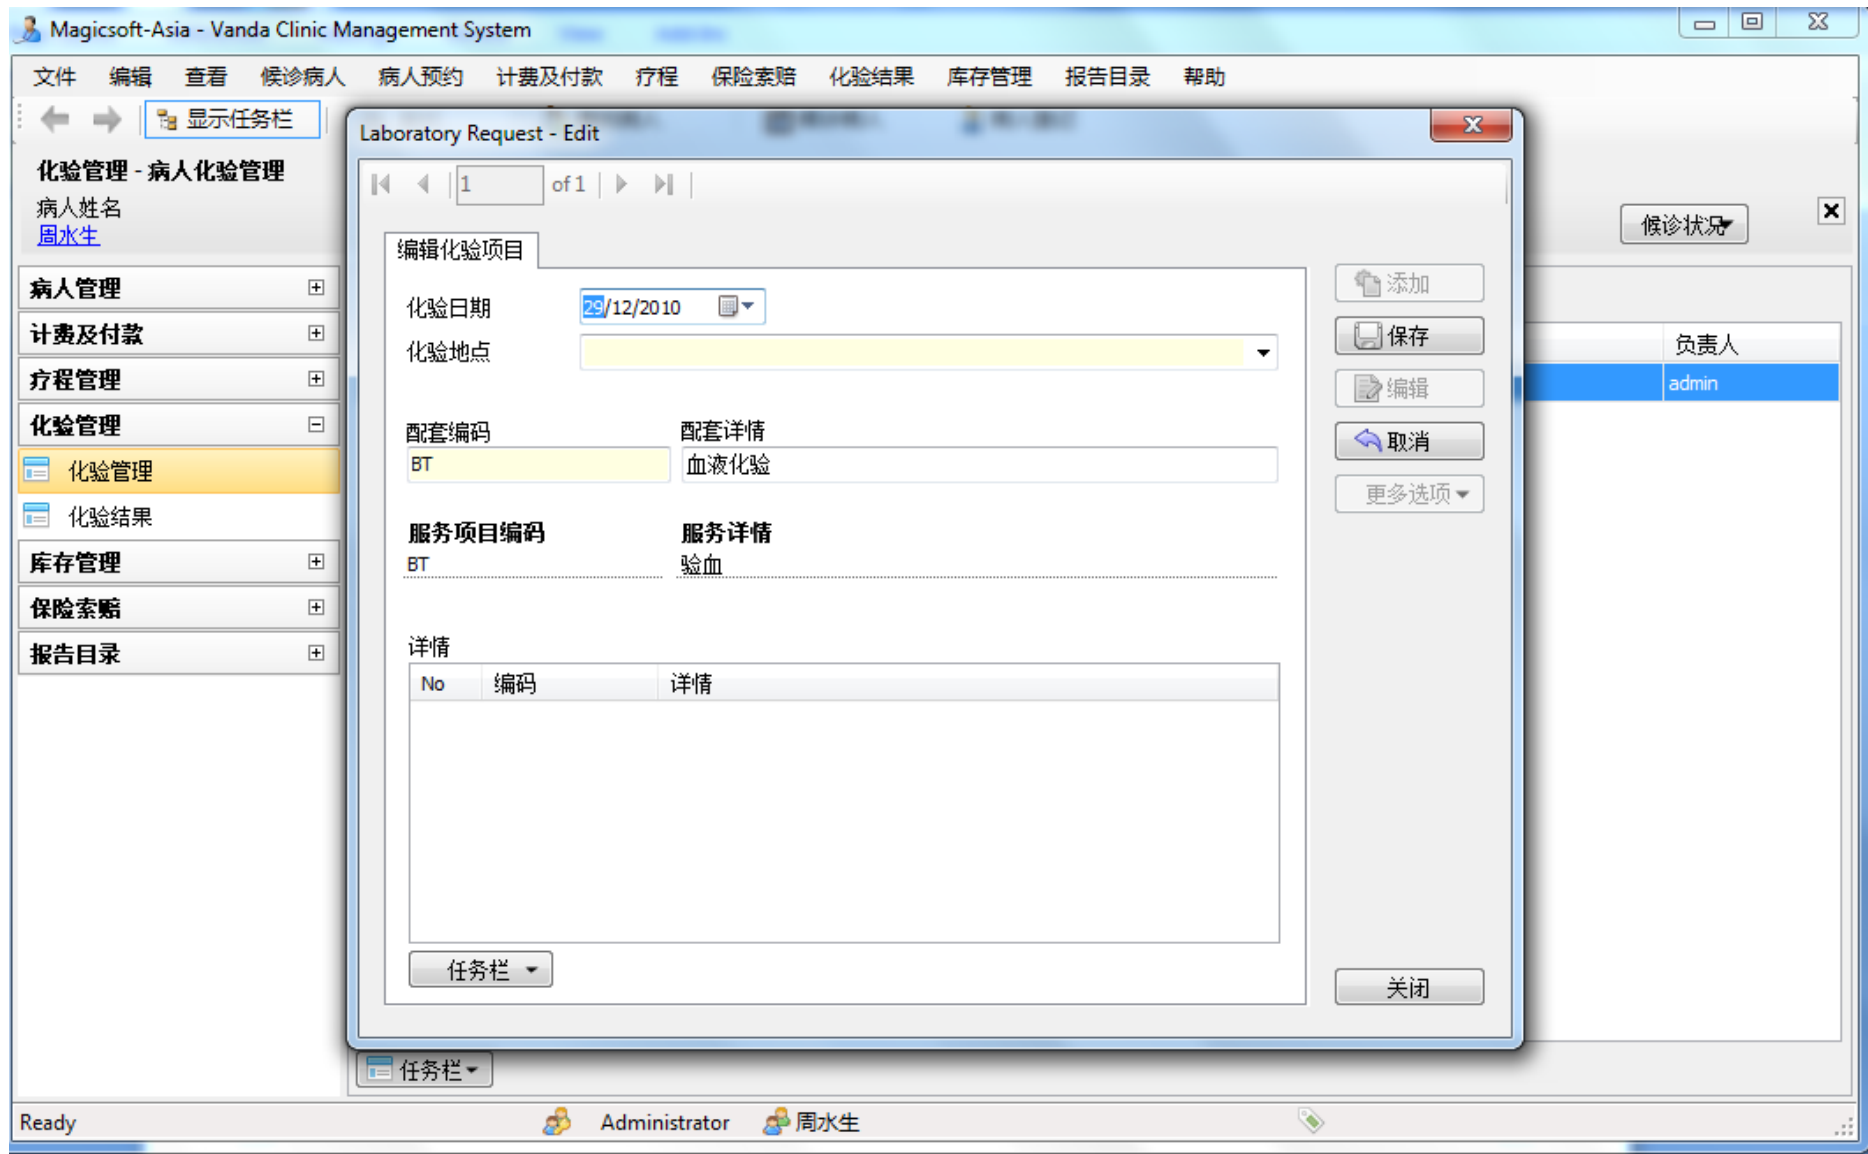 Magicsoft-Asia - Vanda Clinic Management System
文件 编辑 查看 候诊病人 病人预约 计费及付款 疗程 保险索赔 化验结果 库存管理 报告目录 帮助
显示任务栏
化验管理 - 病人化验管理
病人姓名
周水生
候诊状况
病人管理
计费及付款
疗程管理
化验管理
化验管理
化验结果
库存管理
保险索赔
报告目录
Laboratory Request - Edit
1 of 1
编辑化验项目
化验日期 29/12/2010
化验地点
配套编码 配套详情
BT 血液化验
服务项目编码 服务详情
BT 验血
详情
No 编码 详情
任务栏
添加
保存
编辑
取消
更多选项
关闭
负责人
admin
任务栏
Ready Administrator 周水生